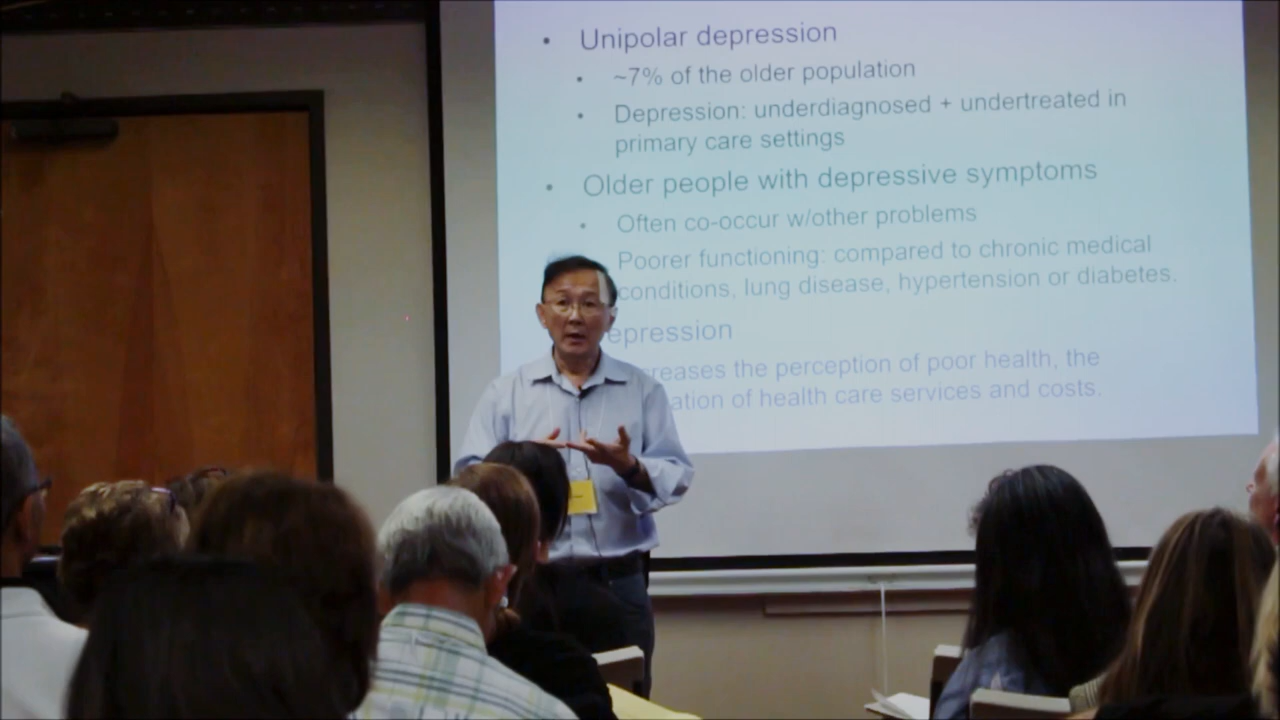 Unipolar depression
~7% of the older population
Depression: underdiagnosed + undertreated in
primary care settings
Older people with depressive symptoms
Often co-occur w/other problems
Poorer functioning: compared to chronic medical
conditions, lung disease, hypertension or diabetes.
epression
creases the perception of poor health, the
ation of health care services and costs.